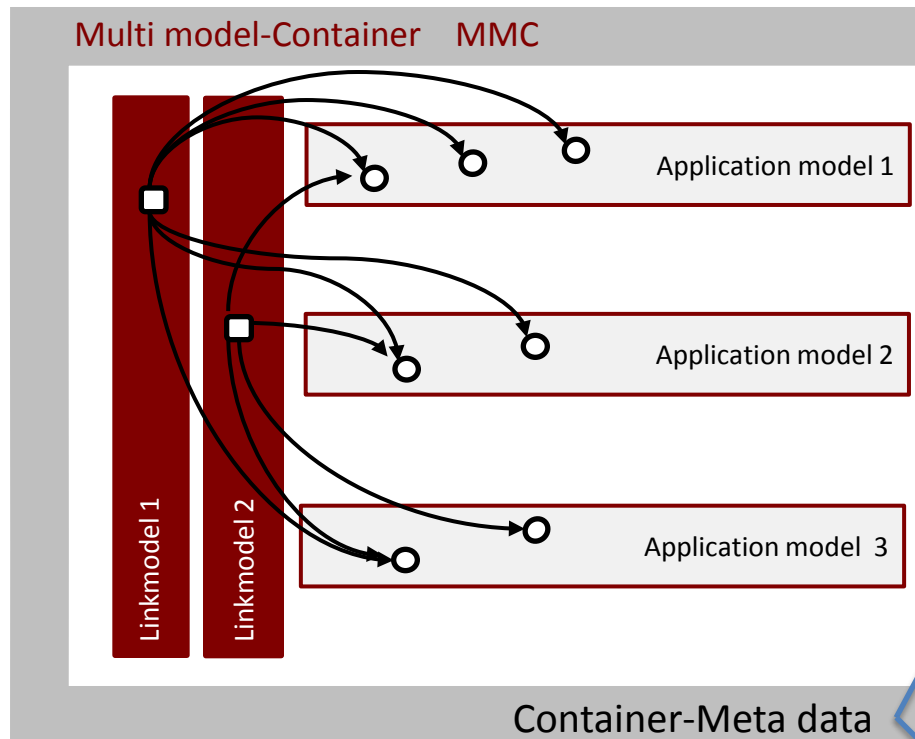 Multi model-Container MMC
Application model 1
Application model 2
Application model 3
Linkmodel 1
Linkmodel 2
Container-Meta data